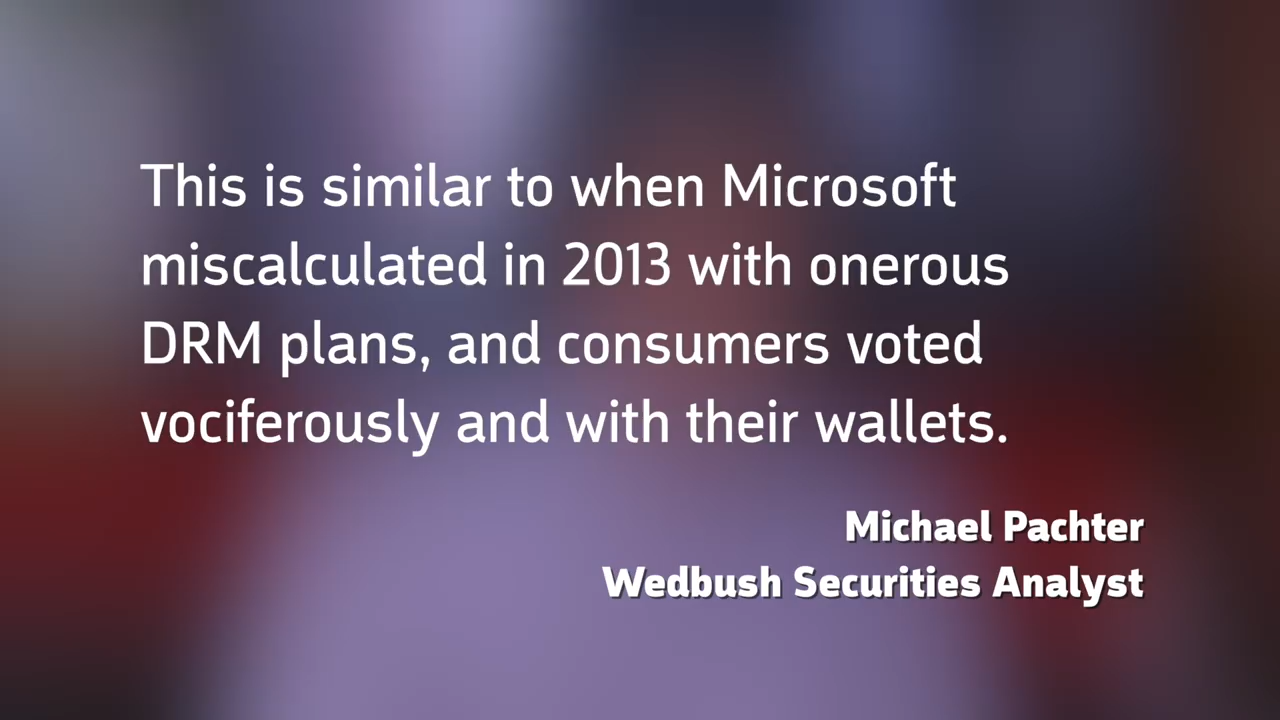 This is similar to when Microsoft
miscalculated in 2013 with onerous
DRM plans, and consumers voted
vociferously and with their wallets.
Michael Pachter
Wedbush Securities Analyst